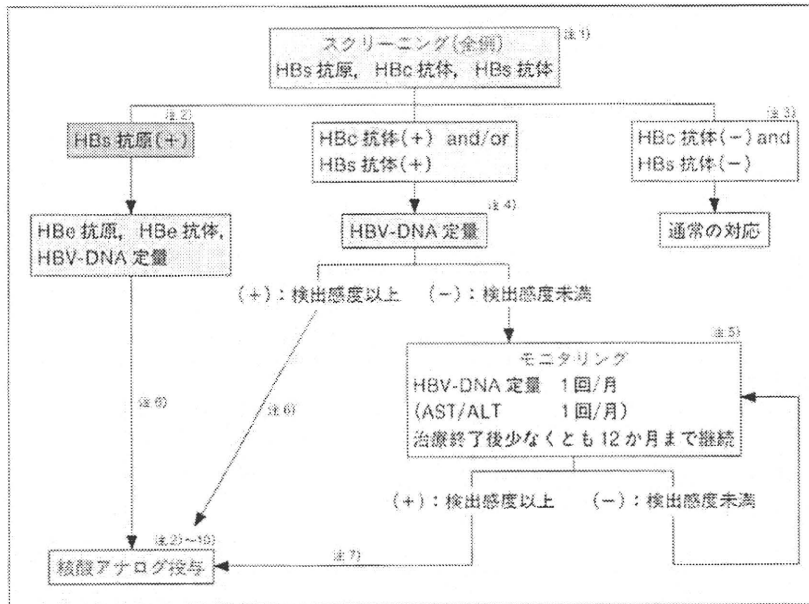 スクリーニング(全例)
注1)
HBs 抗原, HBc 抗体, HBs 抗体
注2)
HBs 抗原(+)
HBc 抗体(+) and/or
HBs 抗体(+)
注3)
HBc 抗体(-) and
HBs 抗体(-)
HBe 抗原, HBe 抗体,
HBV-DNA 定量
注4)
HBV-DNA 定量
通常の対応
(+):検出感度以上
(-):検出感度未満
注5)
モニタリング
HBV-DNA 定量 1回/月
(AST/ALT 1回/月)
治療終了後少なくとも12か月まで継続
注6)
注6)
(+):検出感度以上
(-):検出感度未満
注7)
注2)~10)
核酸アナログ投与